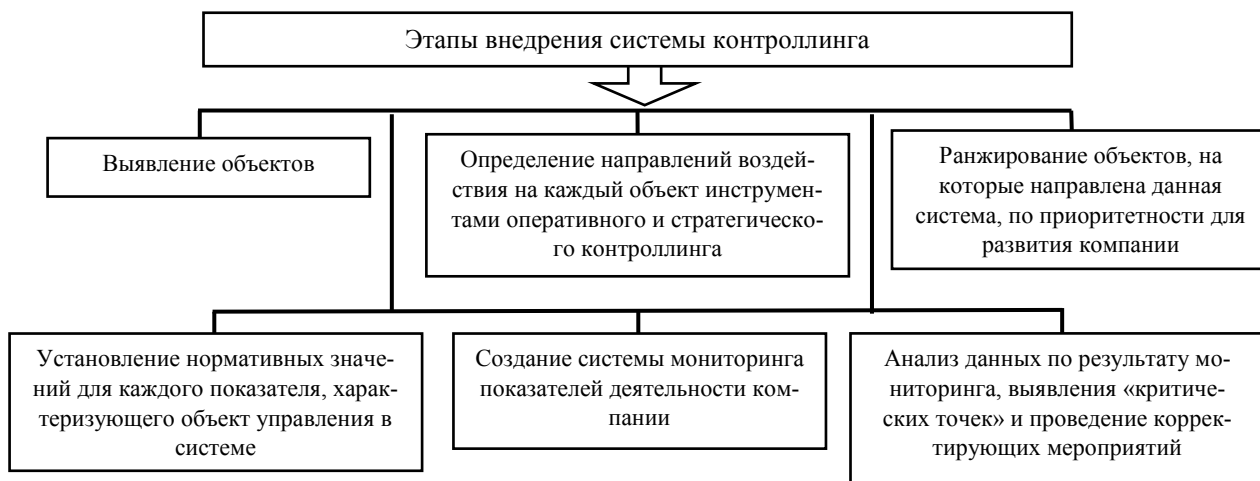 Этапы внедрения системы контроллинга
Выявление объектов
Определение направлений воздей-
ствия на каждый объект инструмен-
тами оперативного и стратегическо-
го контроллинга
Ранжирование объектов, на
которые направлена данная
система, по приоритетности для
развития компании
Установление нормативных значе-
ний для каждого показателя, харак-
теризующего объект управления в
системе
Создание системы мониторинга
показателей деятельности ком-
пании
Анализ данных по результату мо-
ниторинга, выявления «критиче-
ских точек» и проведение коррек-
тирующих мероприятий